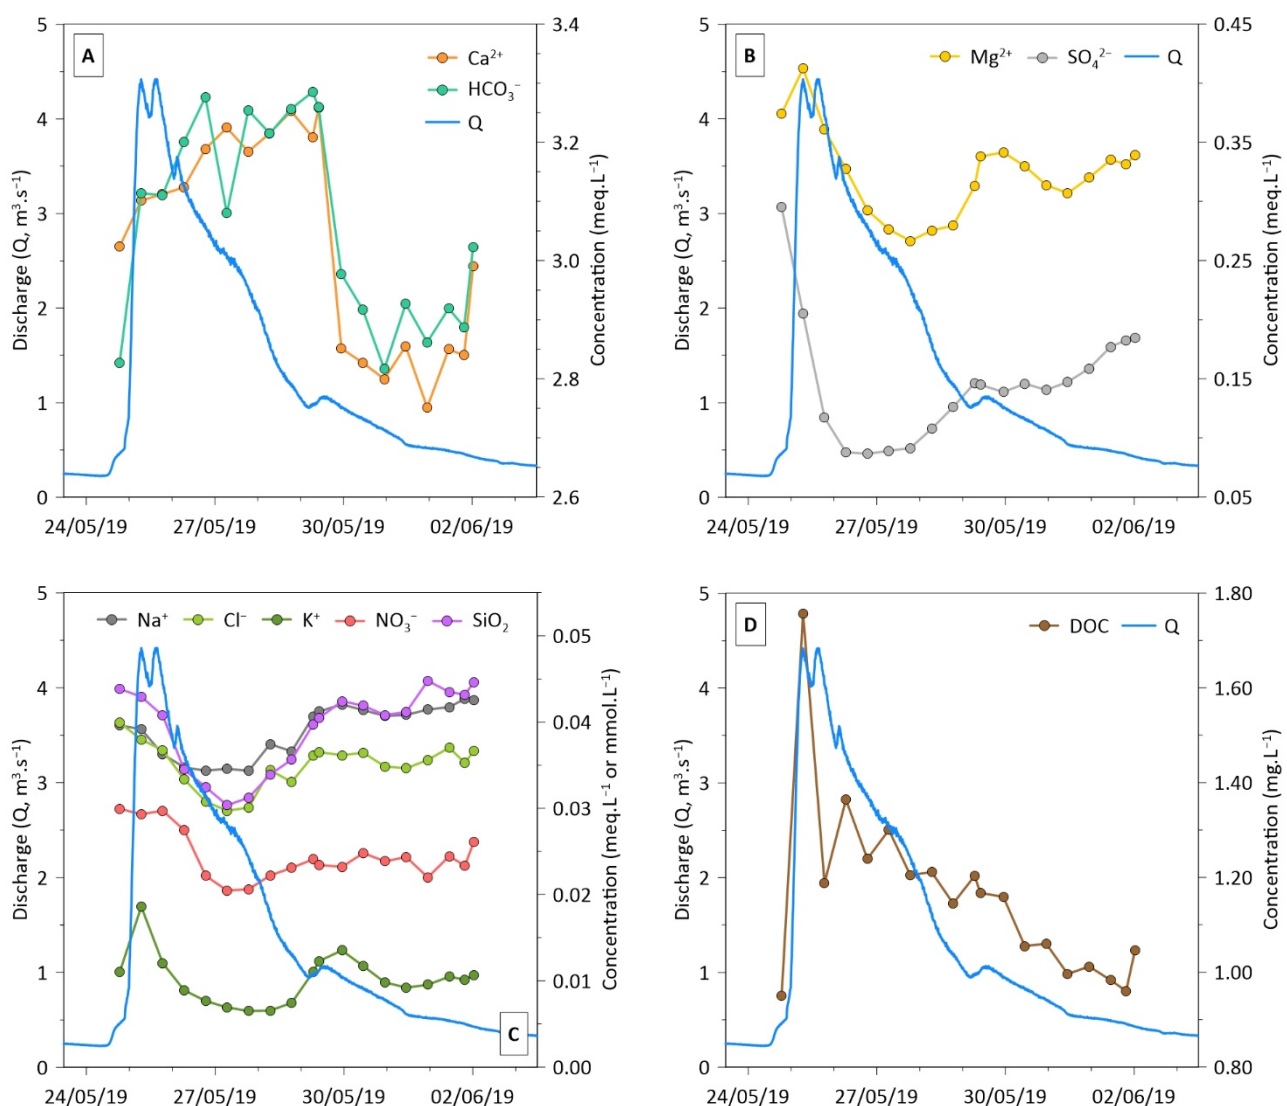 A
Ca²⁺
HCO₃⁻
Q
Discharge (Q, m³.s⁻¹)
5
4
3
2
1
0
Concentration (meq.L⁻¹)
3.4
3.2
3.0
2.8
2.6
24/05/19 27/05/19 30/05/19 02/06/19
B
Mg²⁺ SO₄²⁻ Q
Discharge (Q, m³.s⁻¹)
5
4
3
2
1
0
Concentration (meq.L⁻¹)
0.45
0.35
0.25
0.15
0.05
24/05/19 27/05/19 30/05/19 02/06/19
Na⁺ Cl⁻ K⁺ NO₃⁻ SiO₂
Discharge (Q, m³.s⁻¹)
5
4
3
2
1
0
Concentration (meq.L⁻¹ or mmol.L⁻¹)
0.05
0.04
0.03
0.02
0.01
0.00
C
24/05/19 27/05/19 30/05/19 02/06/19
D
DOC Q
Discharge (Q, m³.s⁻¹)
5
4
3
2
1
0
Concentration (mg.L⁻¹)
1.80
1.60
1.40
1.20
1.00
0.80
24/05/19 27/05/19 30/05/19 02/06/19